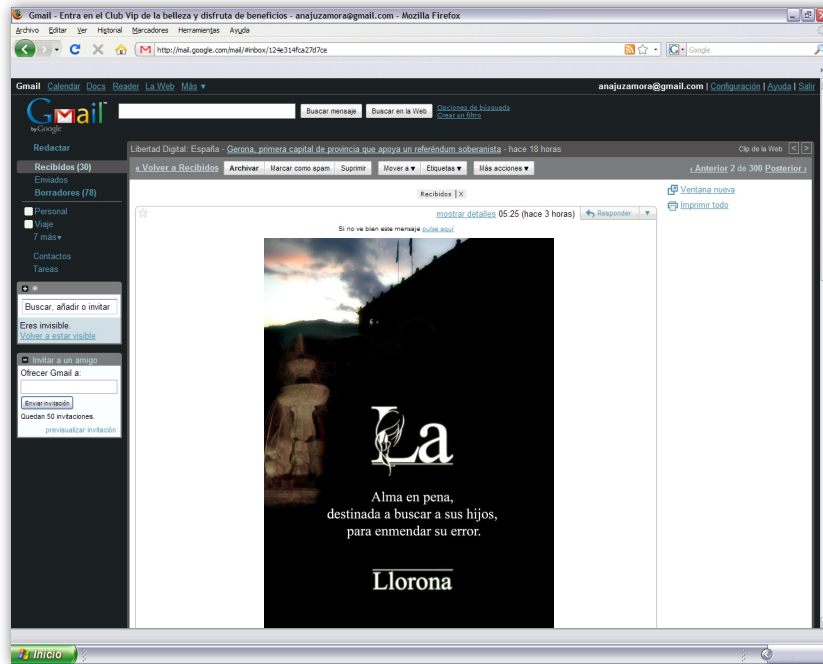 Gmail - Entra en el Club Vip de la belleza y disfruta de beneficios - anajuzamora@gmail.com - Mozilla Firefox
Archivo Editar Ver Historial Marcadores Herramientas Ayuda
http://mail.google.com/mail/#inbox/124e314fca27d7ce
Google
Gmail Calendar Docs Reader La Web Más ▼
anajuzamora@gmail.com | Configuración | Ayuda | Salir
Gmail
by Google
Buscar mensaje
Buscar en la Web
Opciones de búsqueda
Crear un filtro
Redactar
Recibidos (30)
Enviados
Borradores (78)
Personal
Viaje
7 más▼
Contactos
Tareas
Buscar, añadir o invitar
Eres invisible.
Volver a estar visible
Invitar a un amigo
Ofrecer Gmail a:
Enviar invitación
Quedan 50 invitaciones.
previsualizar invitación
Libertad Digital: España - Gerona, primera capital de provincia que apoya un referéndum soberanista - hace 18 horas
Clip de la Web < >
« Volver a Recibidos Archivar Marcar como spam Suprimir Mover a ▼ Etiquetas ▼ Más acciones ▼
‹ Anterior 2 de 300 Posterior ›
Recibidos | X
Ventana nueva
Imprimir todo
mostrar detalles 05:25 (hace 3 horas) Responder ▼
Si no ve bien este mensaje pulse aquí
La
Alma en pena,
destinada a buscar a sus hijos,
para enmendar su error.
Llorona
Inicio